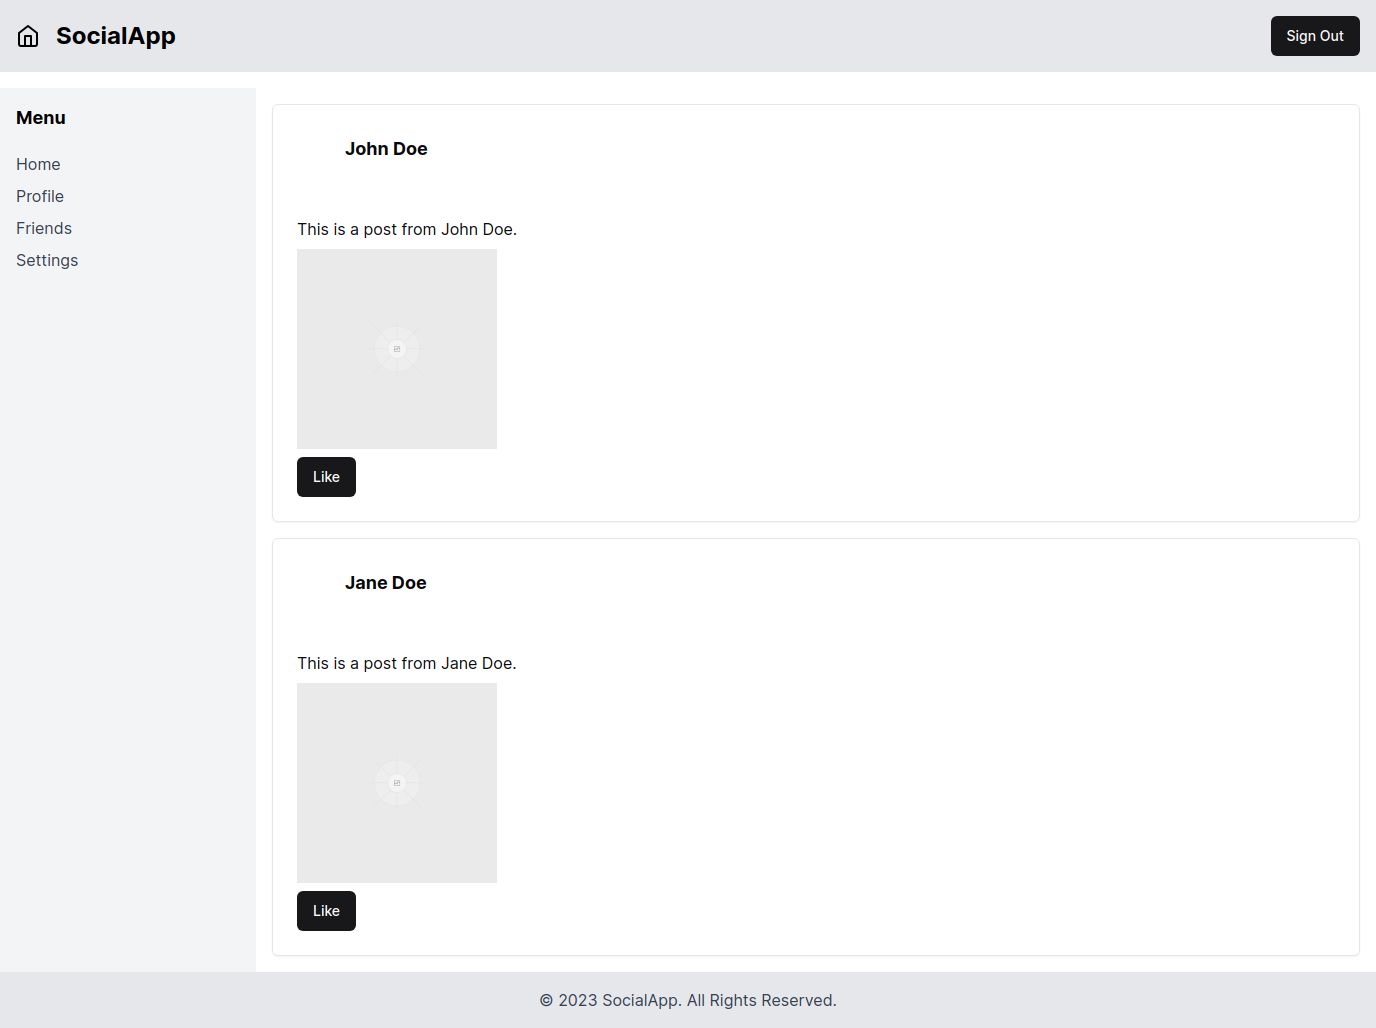 SocialApp
Sign Out
Menu
Home
Profile
Friends
Settings
John Doe
This is a post from John Doe.
Like
Jane Doe
This is a post from Jane Doe.
Like
© 2023 SocialApp. All Rights Reserved.